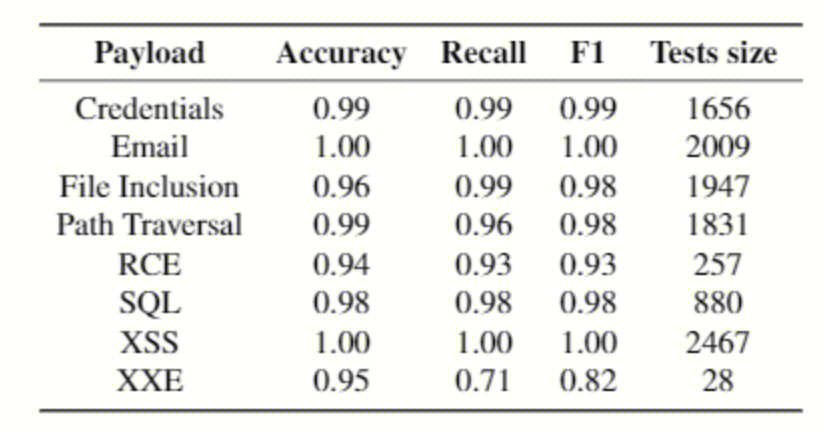 Payload Accuracy Recall F1 Tests size
Credentials 0.99 0.99 0.99 1656
Email 1.00 1.00 1.00 2009
File Inclusion 0.96 0.99 0.98 1947
Path Traversal 0.99 0.96 0.98 1831
RCE 0.94 0.93 0.93 257
SQL 0.98 0.98 0.98 880
XSS 1.00 1.00 1.00 2467
XXE 0.95 0.71 0.82 28